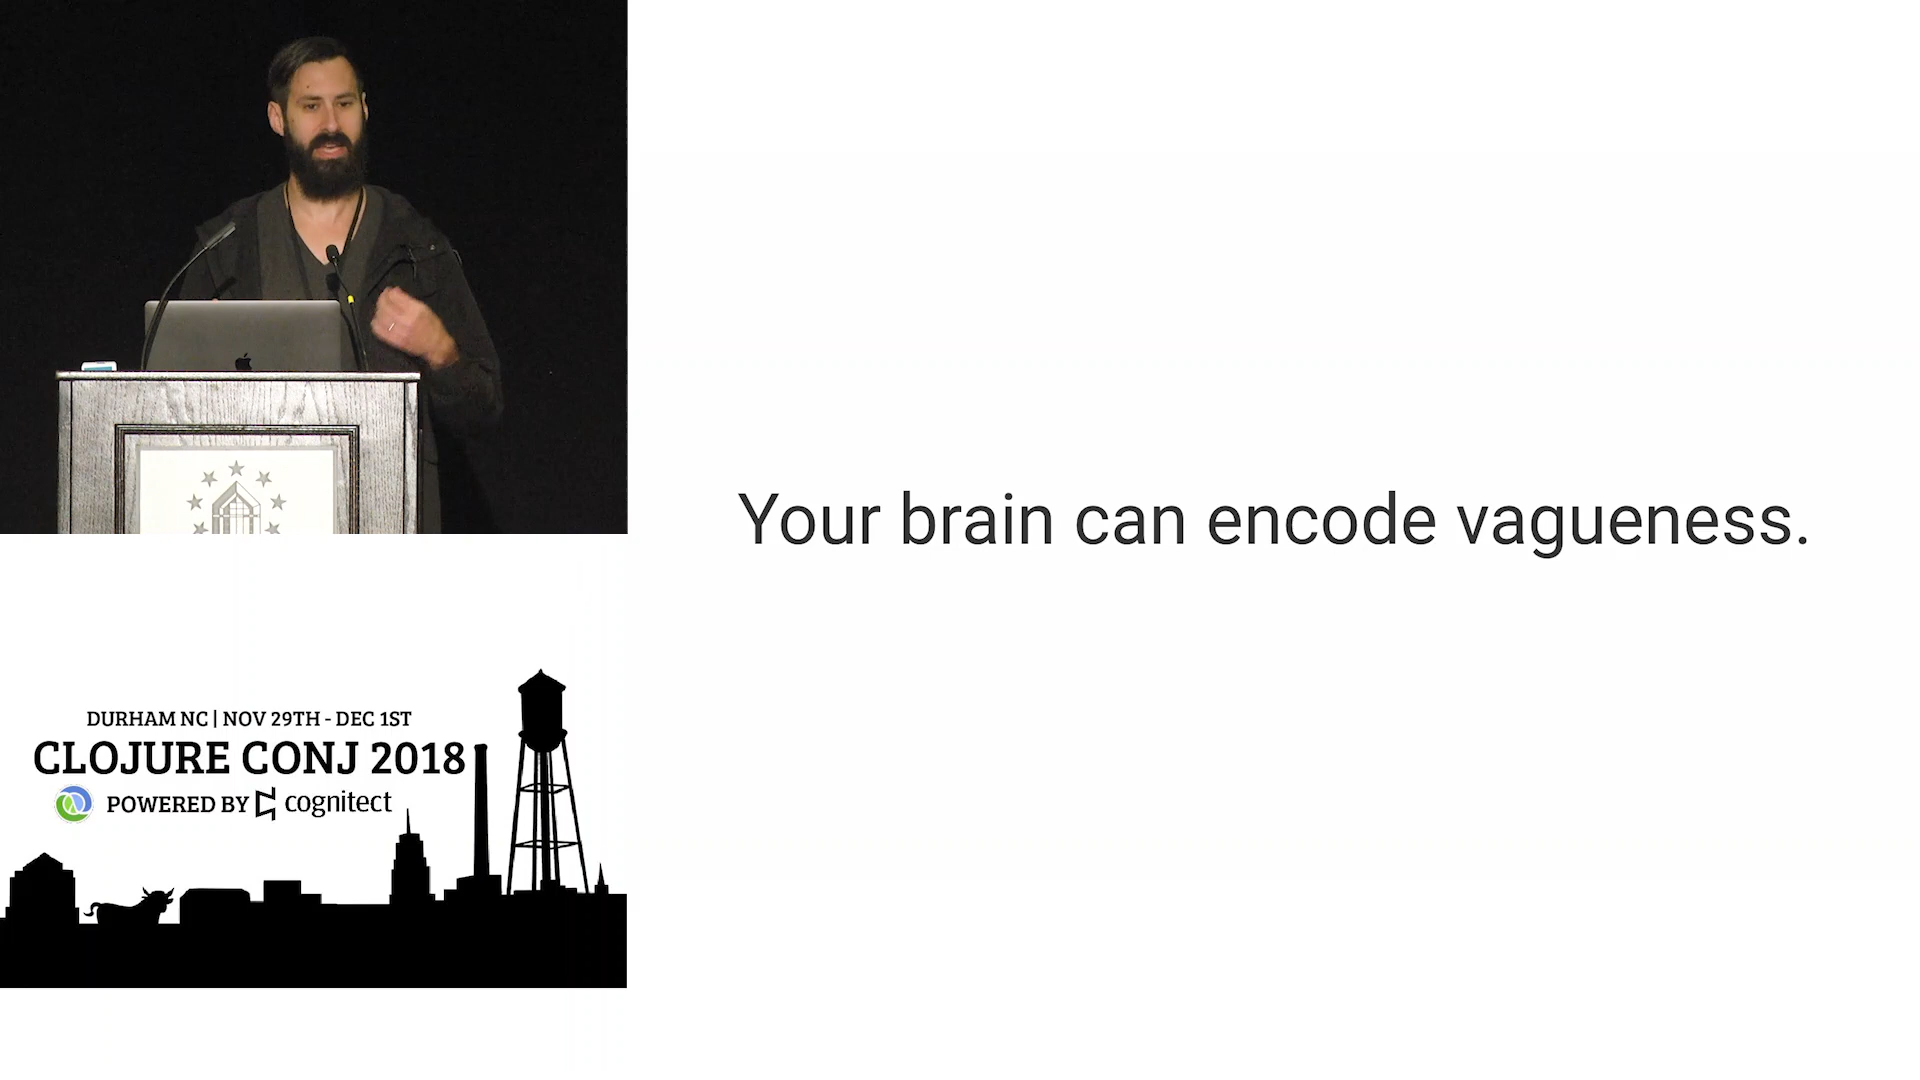 Your brain can encode vagueness.
DURHAM NC | NOV 29TH - DEC 1ST
CLOJURE CONJ 2018
POWERED BY cognitect